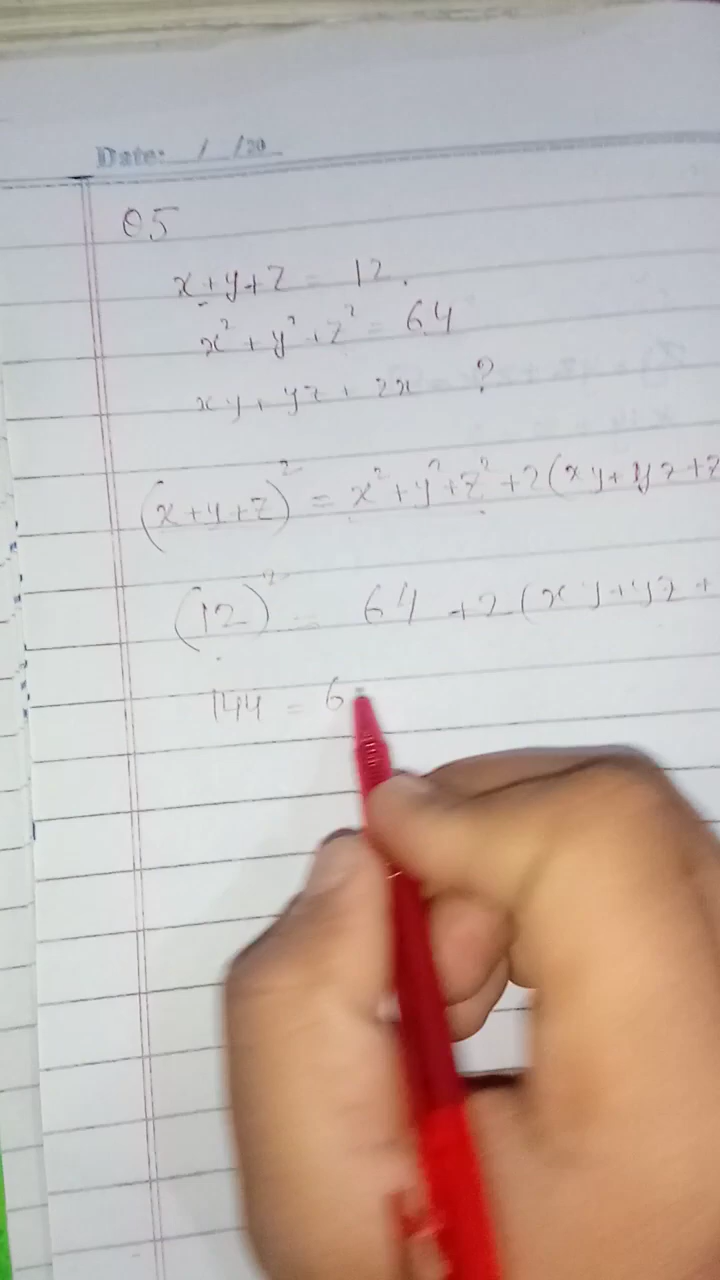 Date: / /20
Q5
x+y+z = 12.
x²+y²+z² = 64
xy+yz+zx ?
(x+y+z)² = x²+y²+z²+2(xy+yz+z
(12)² = 64 +2(xy+yz+
144 = 6